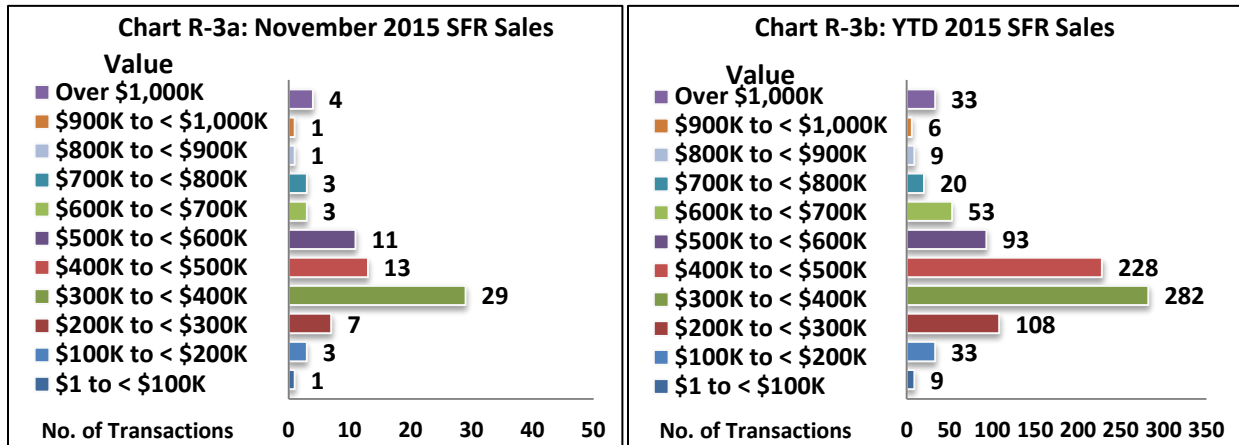 Chart R-3a: November 2015 SFR Sales
Value
Over $1,000K 4
$900K to < $1,000K 1
$800K to < $900K 1
$700K to < $800K 3
$600K to < $700K 3
$500K to < $600K 11
$400K to < $500K 13
$300K to < $400K 29
$200K to < $300K 7
$100K to < $200K 3
$1 to < $100K 1
No. of Transactions 0 10 20 30 40 50
Chart R-3b: YTD 2015 SFR Sales
Value
Over $1,000K 33
$900K to < $1,000K 6
$800K to < $900K 9
$700K to < $800K 20
$600K to < $700K 53
$500K to < $600K 93
$400K to < $500K 228
$300K to < $400K 282
$200K to < $300K 108
$100K to < $200K 33
$1 to < $100K 9
No. of Transactions 0 50 100 150 200 250 300 350